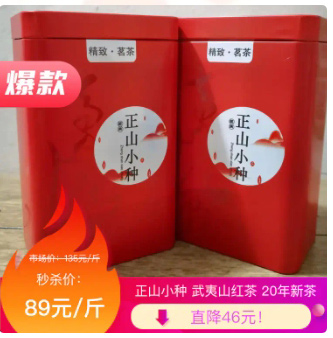 精致·茗茶
精致·茗茶
爆款
正山小种
正山小种
市场价：135元/斤
秒杀价：
89元/斤
正山小种 武夷山红茶 20年新茶
直降46元！